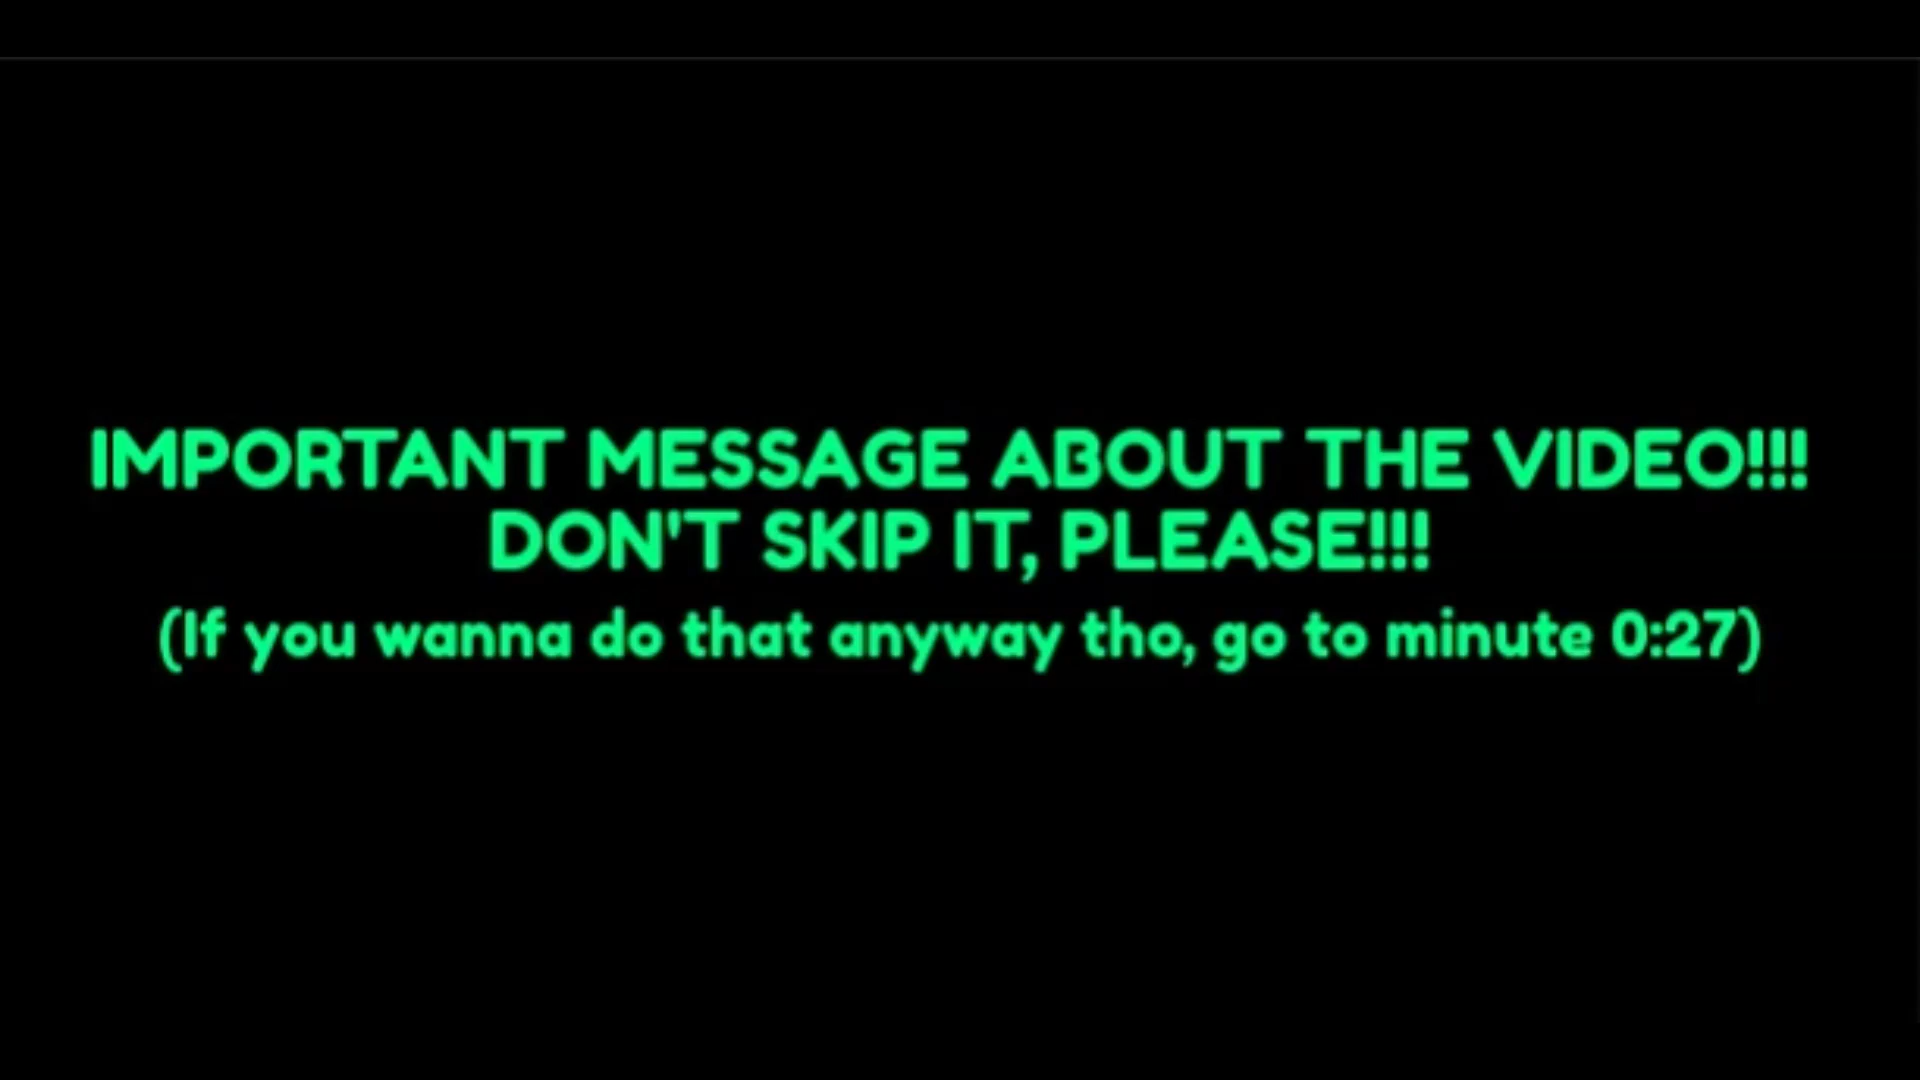 IMPORTANT MESSAGE ABOUT THE VIDEO!!!
DON'T SKIP IT, PLEASE!!!
(If you wanna do that anyway tho, go to minute 0:27)